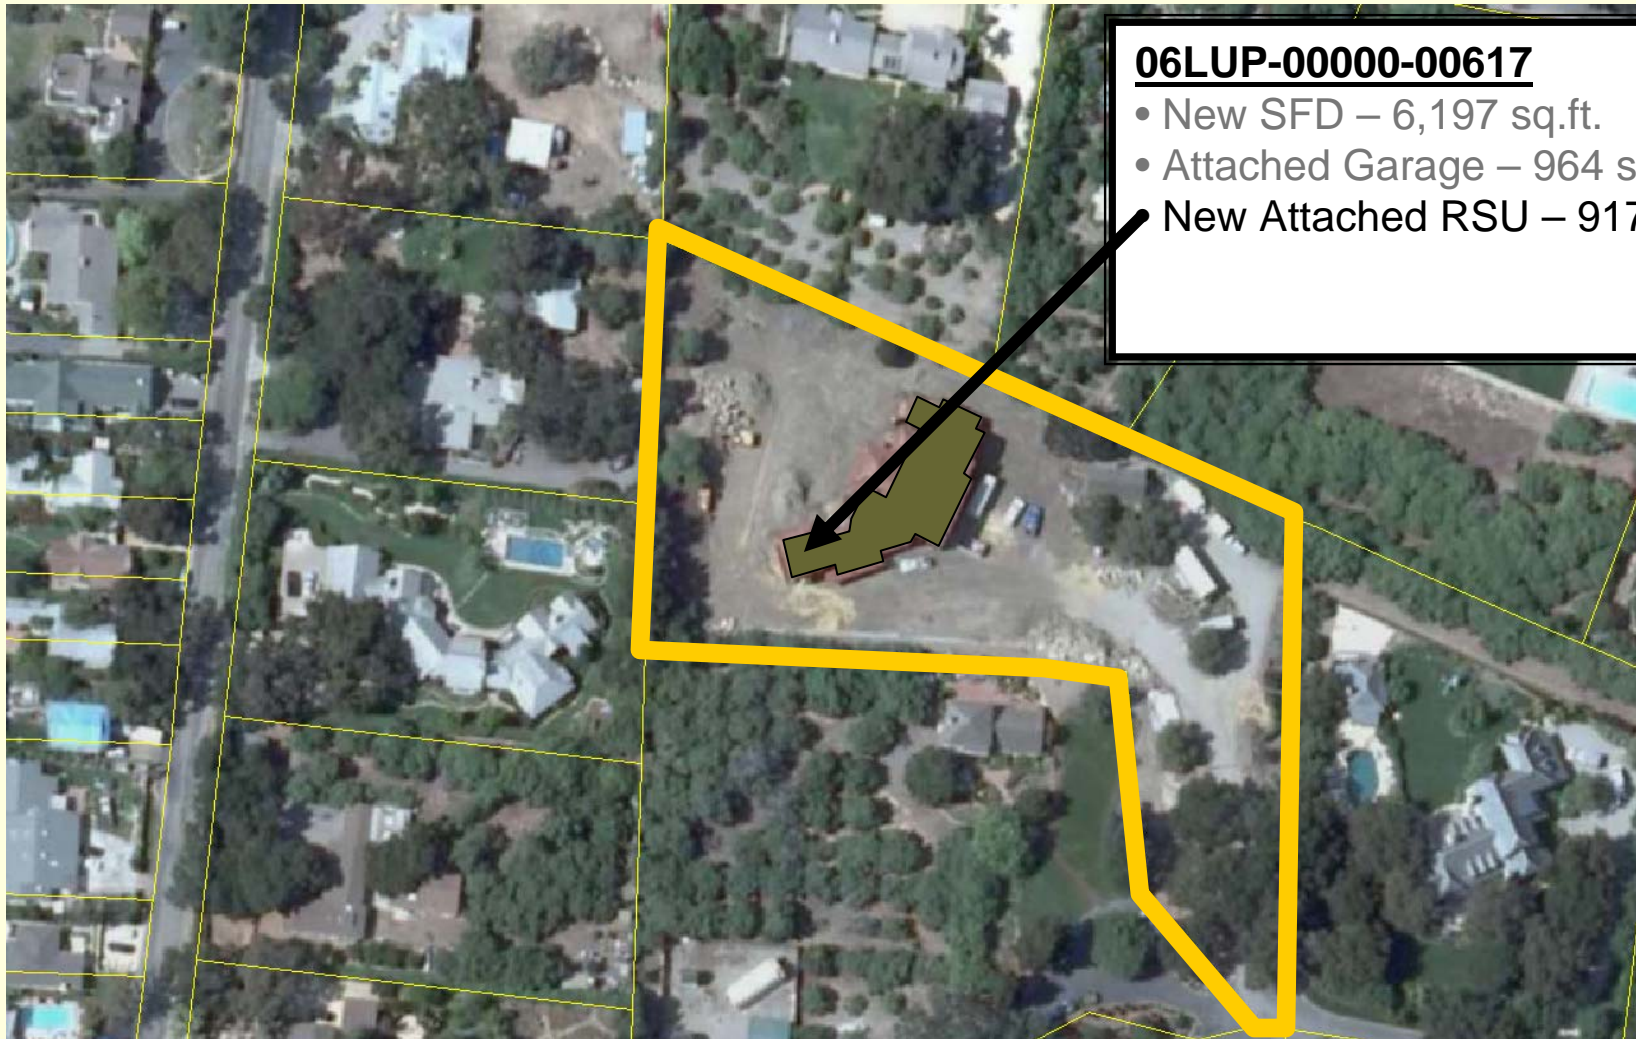 06LUP-00000-00617
• New SFD – 6,197 sq.ft.
• Attached Garage – 964 s
• New Attached RSU – 917